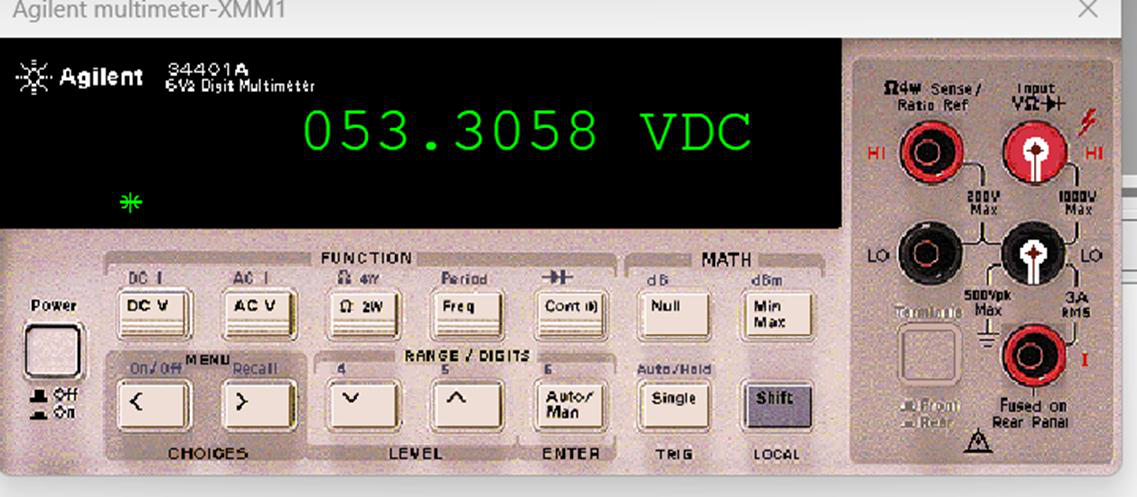 Agilent multimeter-XMM1
Agilent
34401A
6½ Digit Multimeter
053.3058 VDC
Ω4W Sense/
Ratio Ref
Input
VΩ
HI
HI
200V
Max
1000V
Max
LO
LO
500Vpk
Max
3A
RMS
Terminals
I
Front
Rear
Fused on
Rear Panal
Power
Off
On
FUNCTION
DC I
AC I
Ω 4W
Period
DC V
AC V
Ω 2W
Freq
Cont
MATH
dB
dBm
Null
Min
Max
MENU
On/Off
Recall
<
>
CHOICES
RANGE / DIGITS
4
5
6
Auto/
Man
LEVEL
ENTER
Auto/Hold
Single
Shift
TRIG
LOCAL